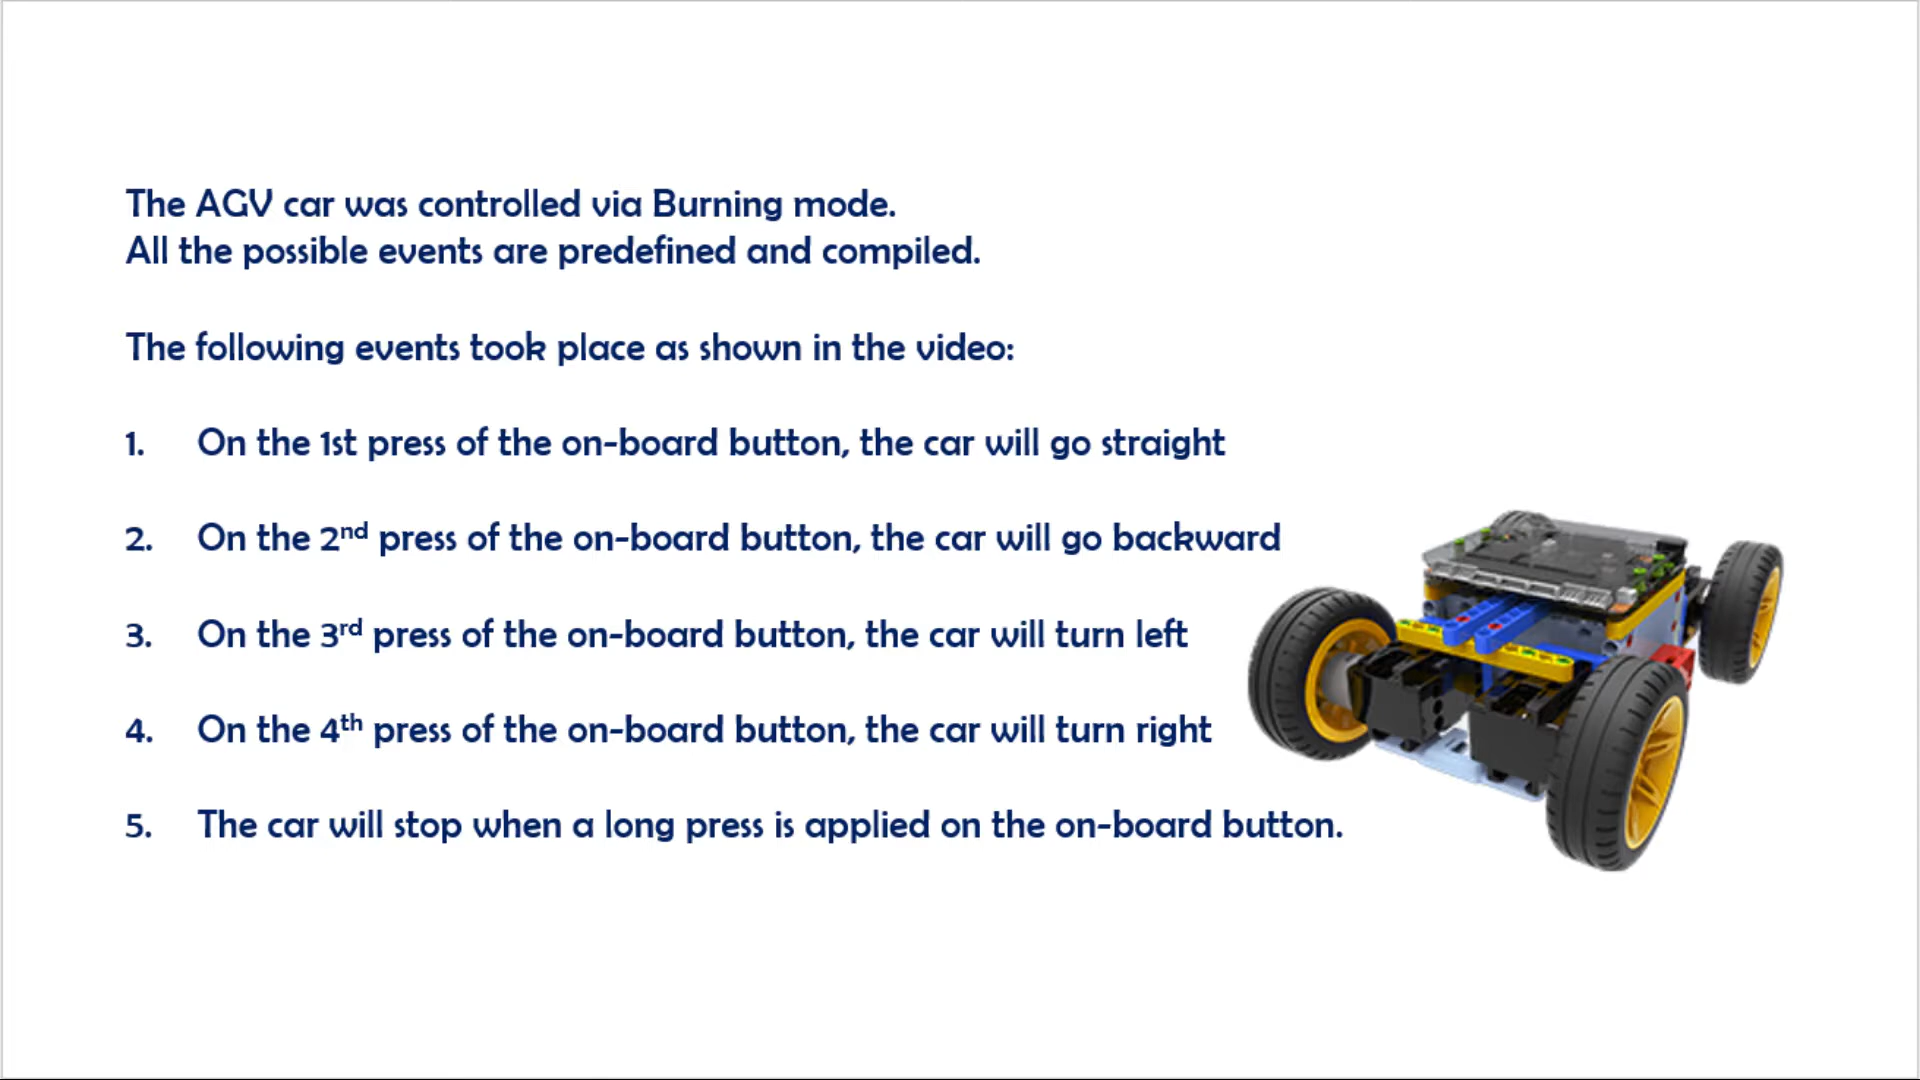 The AGV car was controlled via Burning mode.
All the possible events are predefined and compiled.
The following events took place as shown in the video:
1. On the 1st press of the on-board button, the car will go straight
2. On the 2nd press of the on-board button, the car will go backward
3. On the 3rd press of the on-board button, the car will turn left
4. On the 4th press of the on-board button, the car will turn right
5. The car will stop when a long press is applied on the on-board button.